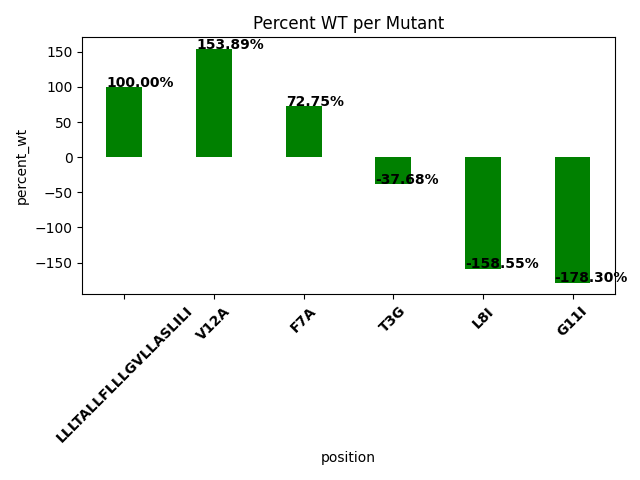 Percent WT per Mutant
percent_wt
150
100
50
0
−50
−100
−150
100.00%
153.89%
72.75%
-37.68%
-158.55%
-178.30%
LLLTALLFLLLGVLLASLILI
V12A
F7A
T3G
L8I
G11I
position